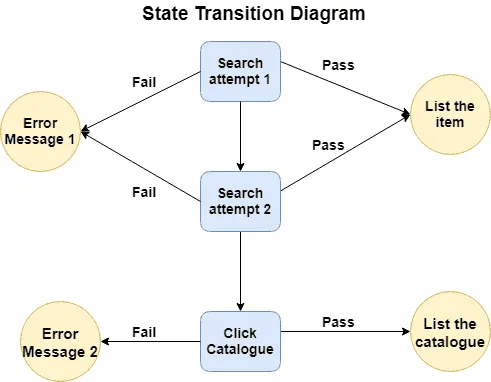 State Transition Diagram
Search
attempt 1
Fail
Pass
Error
Message 1
List the
item
Fail
Pass
Search
attempt 2
Error
Message 2
Fail
Click
Catalogue
Pass
List the
catalogue